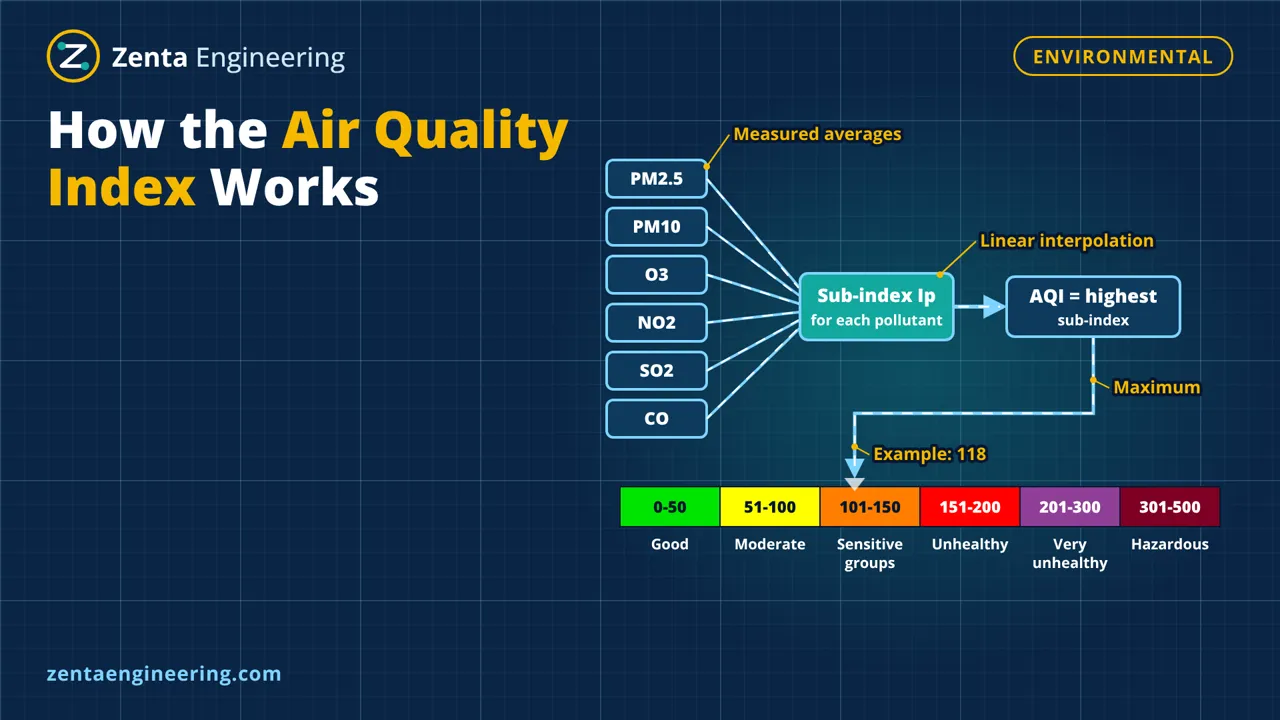 Zenta Engineering
ENVIRONMENTAL
How the Air Quality
Index Works
Measured averages
PM2.5
PM10
O3
NO2
SO2
CO
Linear interpolation
Sub-index Ip
for each pollutant
AQI = highest
sub-index
Maximum
Example: 118
0-50
51-100
101-150
151-200
201-300
301-500
Good
Moderate
Sensitive
groups
Unhealthy
Very
unhealthy
Hazardous
zentaengineering.com